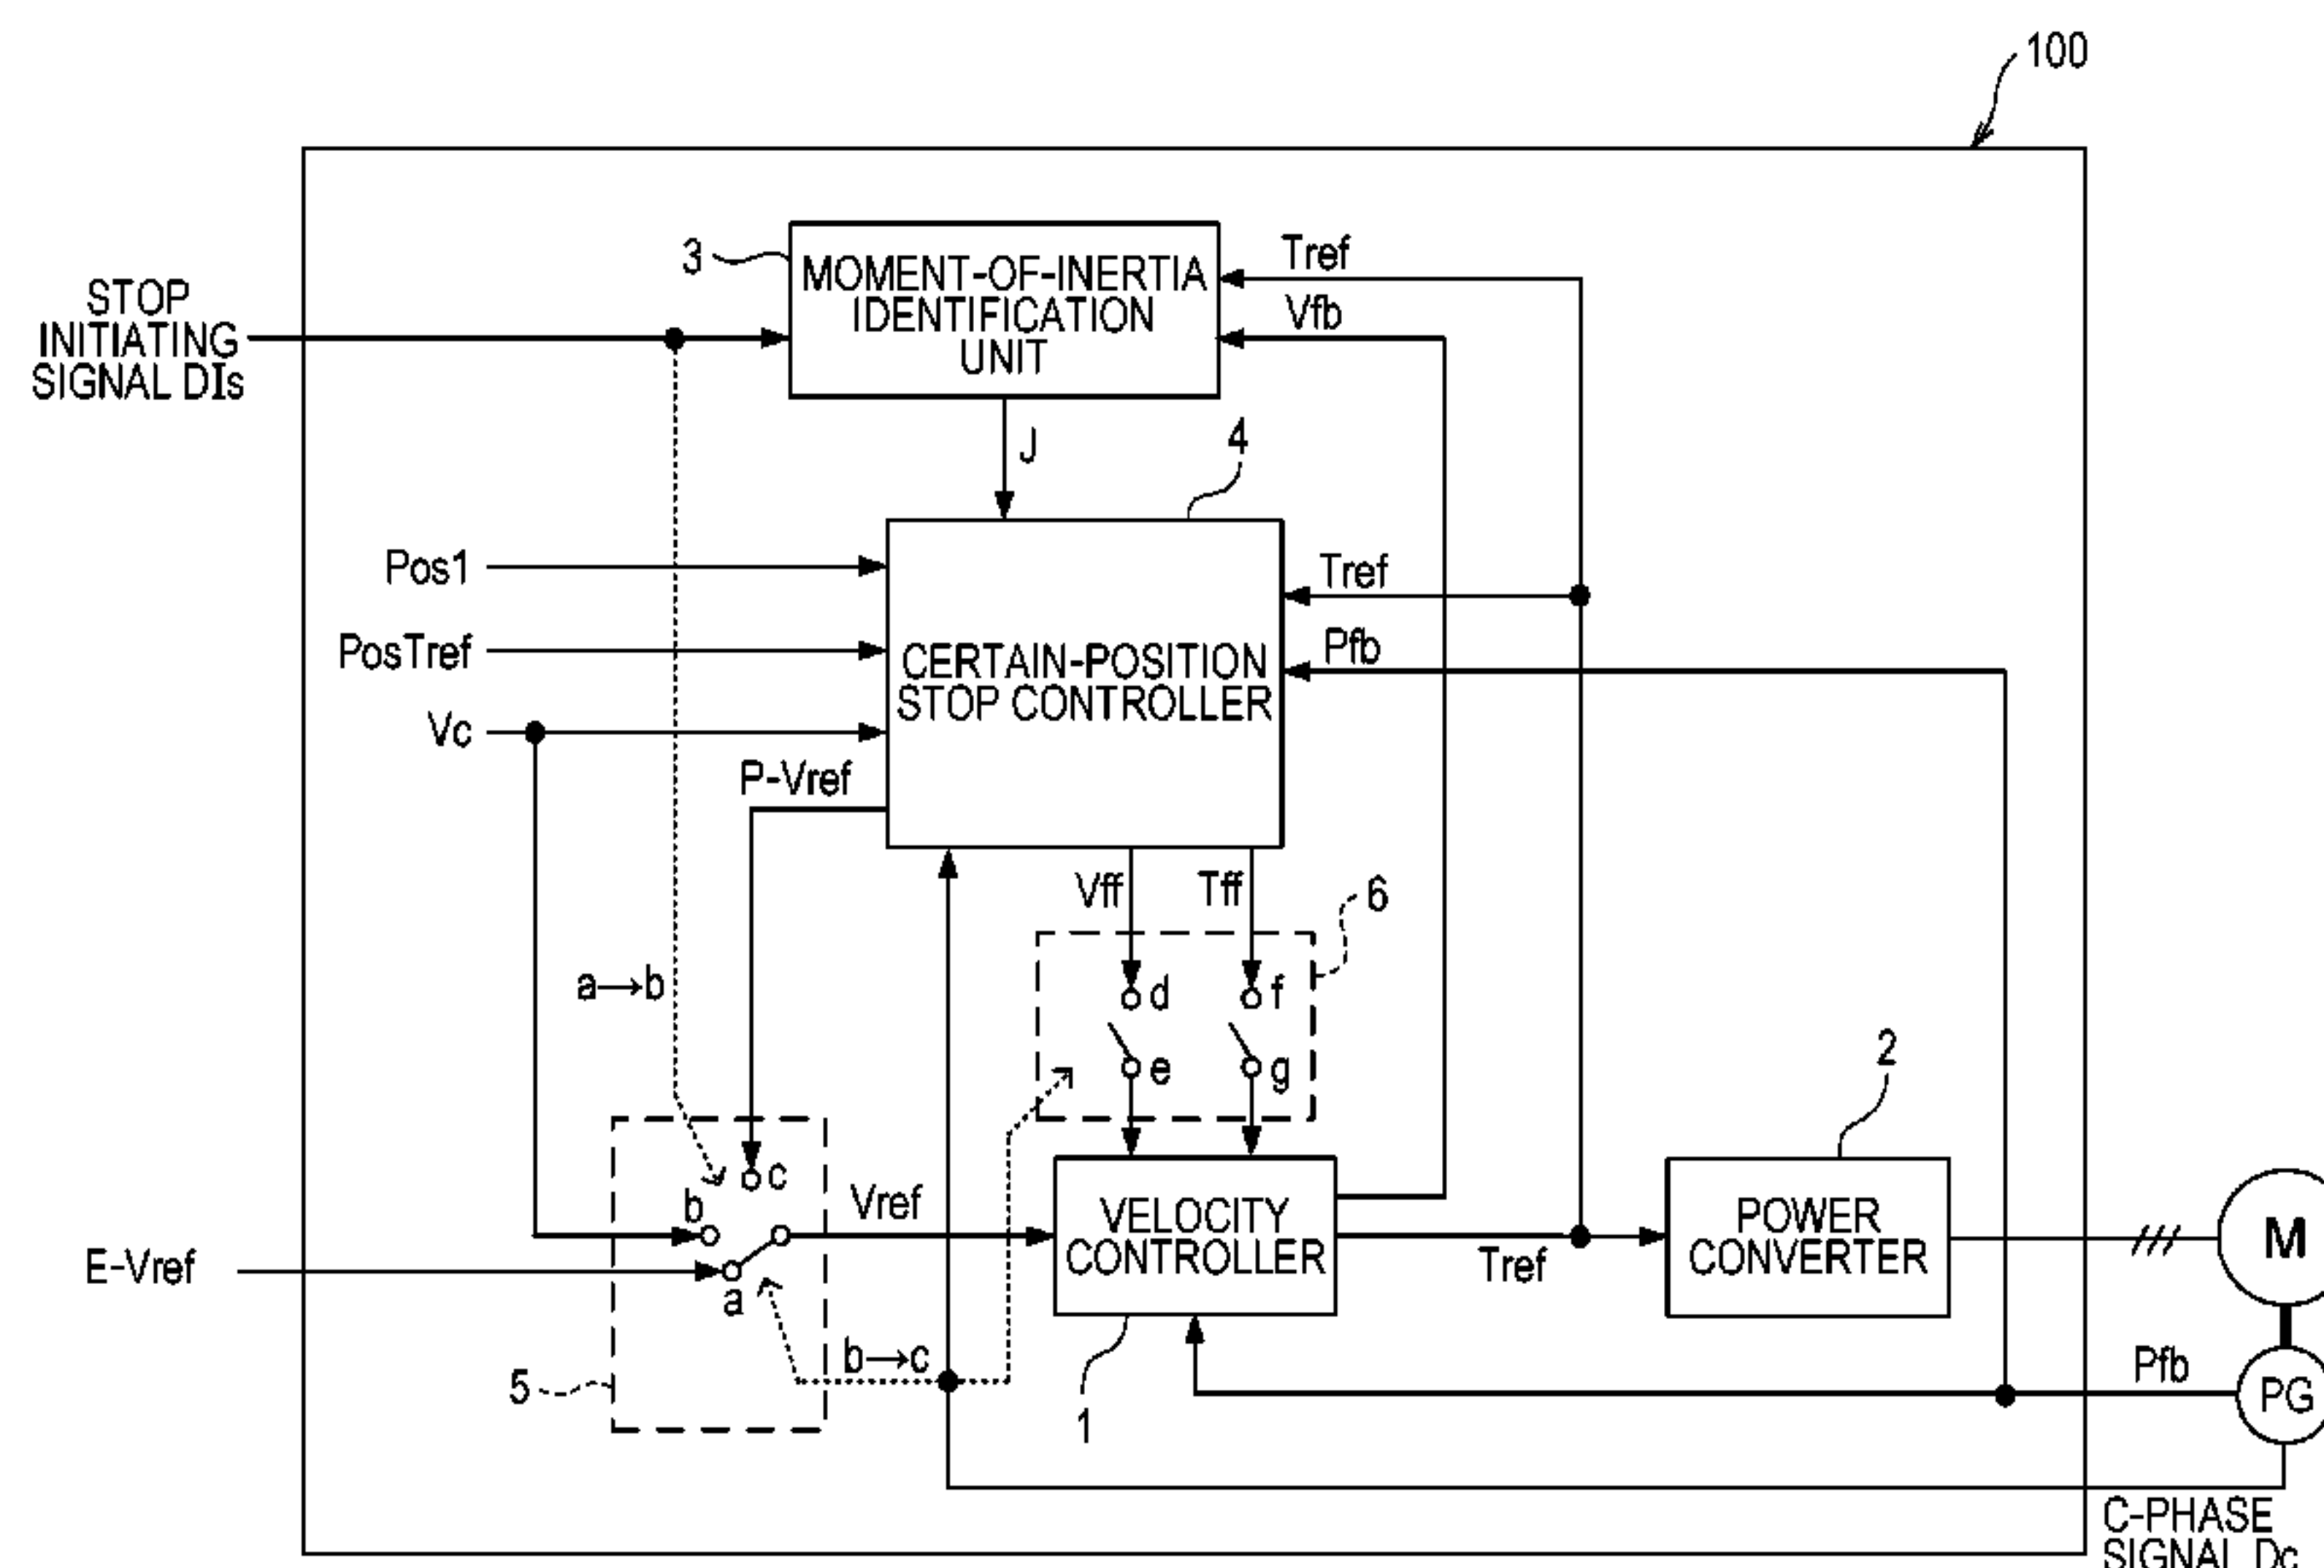 100
3
MOMENT-OF-INERTIA
IDENTIFICATION
UNIT
Tref
Vfb
STOP
INITIATING
SIGNAL DIs
J
4
Pos1
PosTref
Vc
CERTAIN-POSITION
STOP CONTROLLER
Tref
Pfb
P-Vref
Vff
Tff
6
a→b
d
f
e
g
2
c
b
Vref
VELOCITY
CONTROLLER
Tref
POWER
CONVERTER
M
E-Vref
a
b→c
5
1
Pfb
PG
C-PHASE
SIGNAL Dc